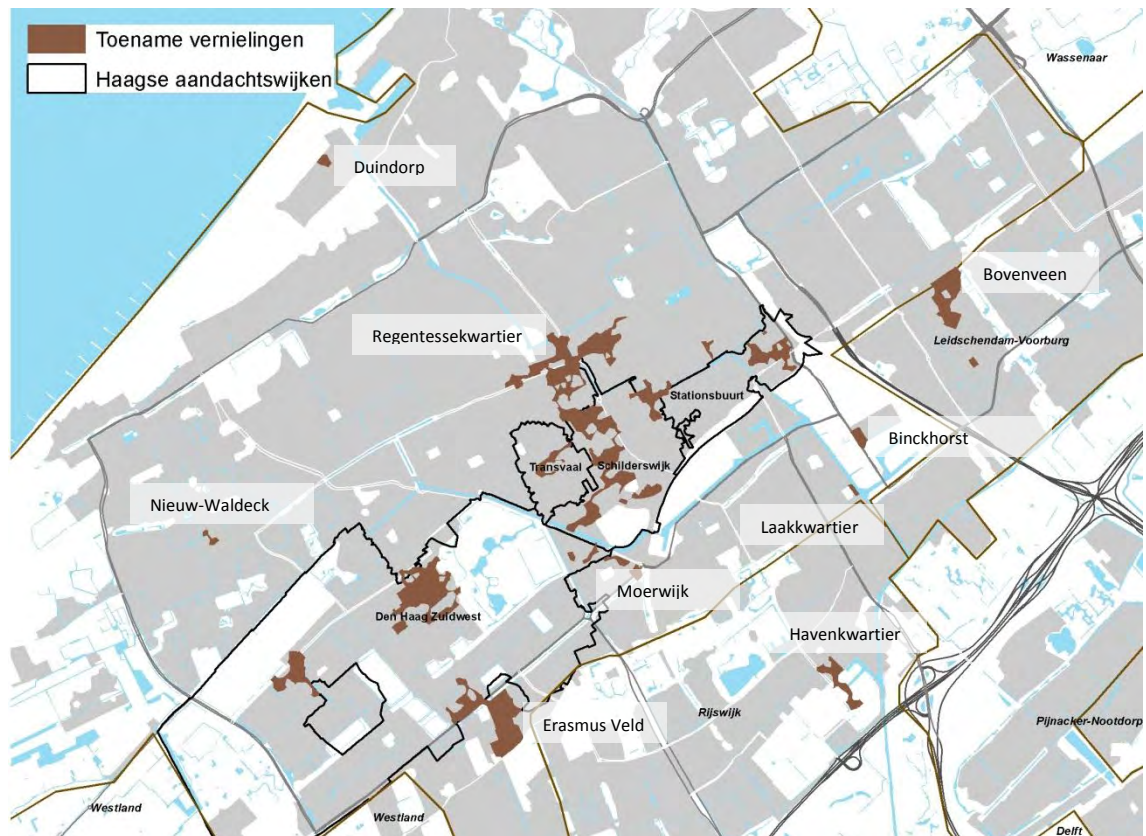 Toename vernielingen
Haagse aandachtswijken
Wassenaar
Duindorp
Bovenveen
Regentessekwartier
Leidschendam-Voorburg
Stationsbuurt
Binckhorst
Transvaal
Schilderswijk
Nieuw-Waldeck
Laakkwartier
Moerwijk
Den Haag Zuidwest
Havenkwartier
Rijswijk
Erasmus Veld
Pijnacker-Nootdorp
Westland
Westland
Delft